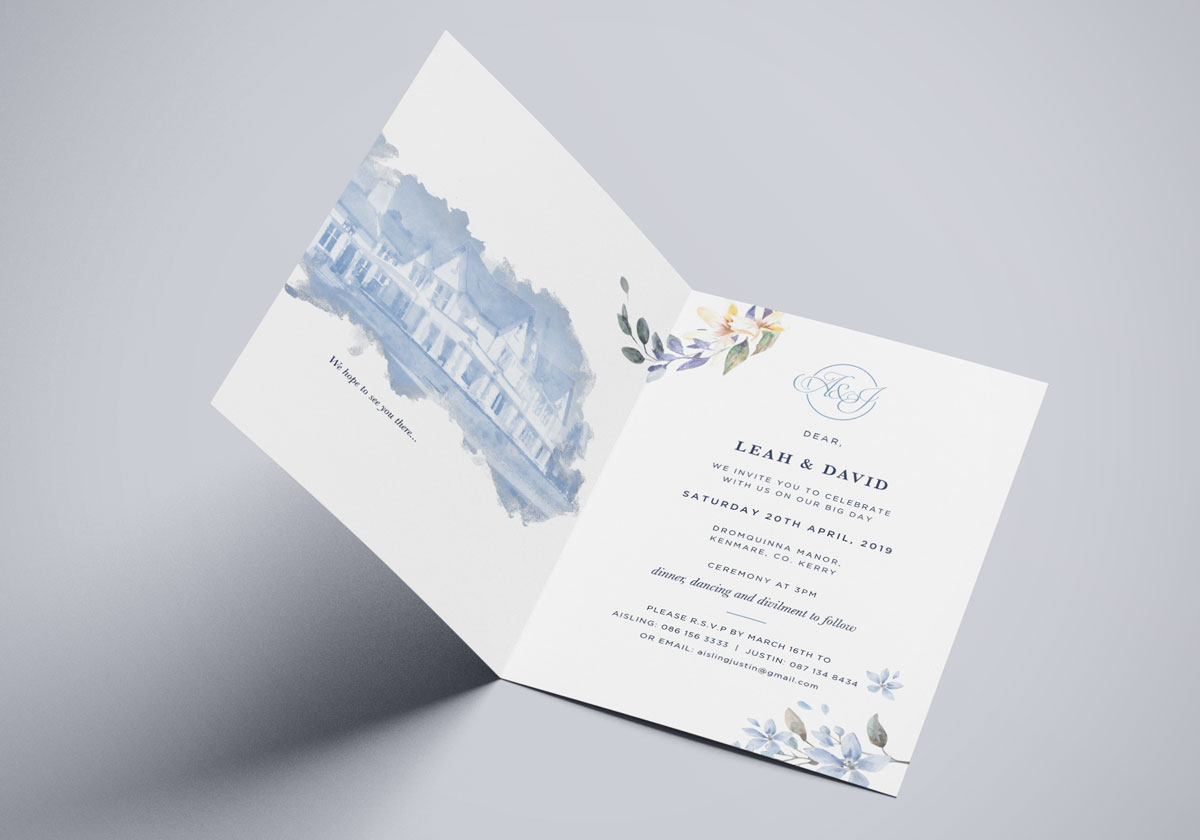 We hope to see you there...
A&J
DEAR,
LEAH & DAVID
WE INVITE YOU TO CELEBRATE
WITH US ON OUR BIG DAY
SATURDAY 20TH APRIL, 2019
DROMQUINNA MANOR,
KENMARE, CO. KERRY
CEREMONY AT 3PM
dinner, dancing and divilment to follow
PLEASE R.S.V.P BY MARCH 16TH TO
AISLING: 086 156 3333 | JUSTIN: 087 134 8434
OR EMAIL: aislingjustin@gmail.com